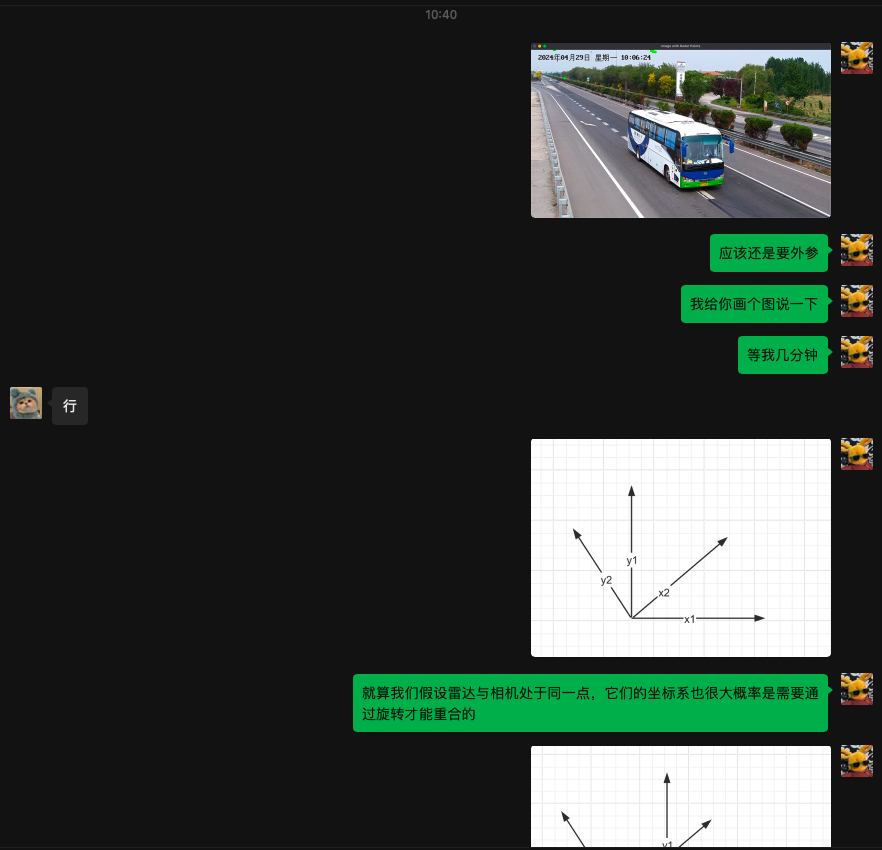 10:40
Image with Radar Points
2024年04月29日 星期一 10:06:24
应该还是要外参
我给你画个图说一下
等我几分钟
行
y1
y2
x2
x1
就算我们假设雷达与相机处于同一点，它们的坐标系也很大概率是需要通
过旋转才能重合的
y1